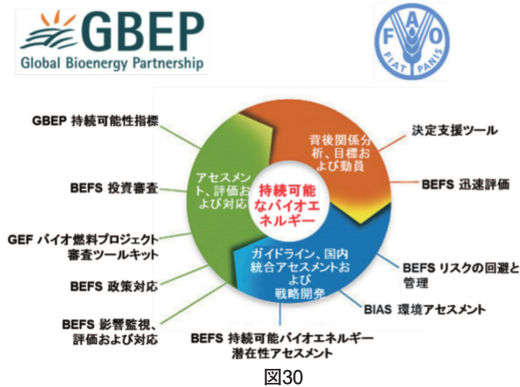 GBEP
Global Bioenergy Partnership
FAO
FIAT PANIS
GBEP 持続可能性指標
BEFS 投資審査
GEF バイオ燃料プロジェクト
審査ツールキット
BEFS 政策対応
BEFS 影響監視、
評価および対応
アセスメン
ト、評価お
よび対応
背後関係分
析、目標お
よび動員
持続可能
なバイオエ
ネルギー
ガイドライン、国内
統合アセスメントお
よび
戦略開発
決定支援ツール
BEFS 迅速評価
BEFS リスクの回避と
管理
BIAS 環境アセスメント
BEFS 持続可能バイオエネルギー
潜在性アセスメント
図30